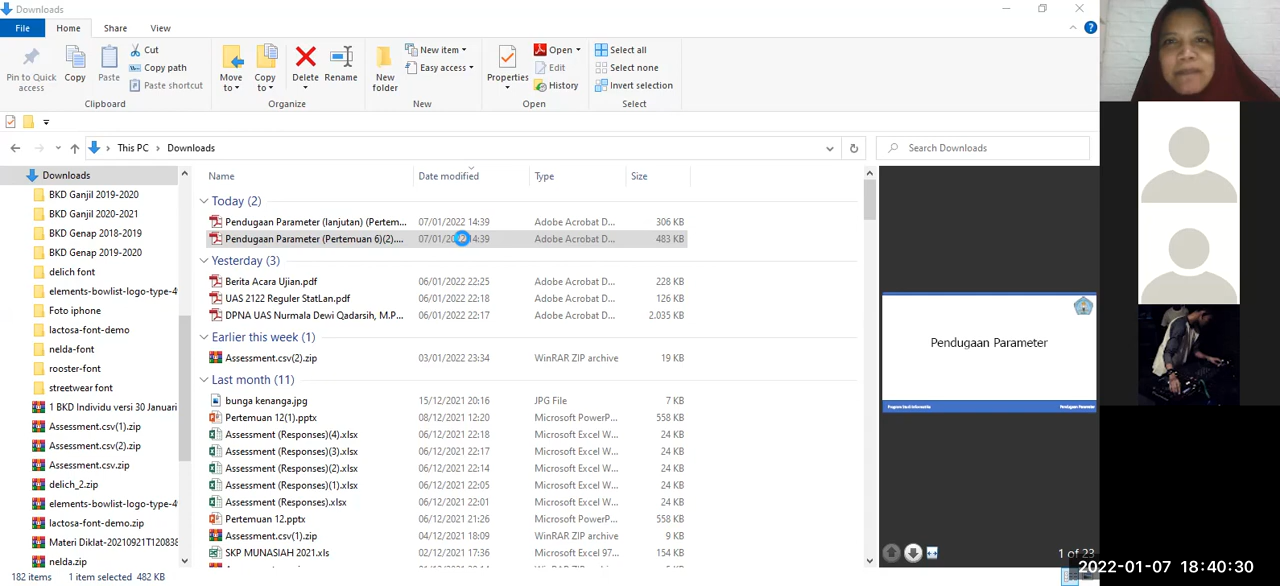 Downloads
File Home Share View
Pin to Quick access
Copy
Paste
Cut
Copy path
Paste shortcut
Clipboard
Move to
Copy to
Delete
Rename
Organize
New folder
New item
Easy access
New
Properties
Open
Edit
History
Open
Select all
Select none
Invert selection
Select
This PC > Downloads
Search Downloads
Downloads
BKD Ganjil 2019-2020
BKD Ganjil 2020-2021
BKD Genap 2018-2019
BKD Genap 2019-2020
delich font
elements-bowlist-logo-type-4
Foto iphone
lactosa-font-demo
nelda-font
rooster-font
streetwear font
1 BKD Individu versi 30 Januari
Assessment.csv(1).zip
Assessment.csv(2).zip
Assessment.csv.zip
delich_2.zip
elements-bowlist-logo-type-4
lactosa-font-demo.zip
Materi Diklat-20210921T120838
nelda.zip
Name Date modified Type Size
Today (2)
Pendugaan Parameter (lanjutan) (Pertem... 07/01/2022 14:39 Adobe Acrobat D... 306 KB
Pendugaan Parameter (Pertemuan 6)(2).... 07/01/20 14:39 Adobe Acrobat D... 483 KB
Yesterday (3)
Berita Acara Ujian.pdf 06/01/2022 22:25 Adobe Acrobat D... 228 KB
UAS 2122 Reguler StatLan.pdf 06/01/2022 22:18 Adobe Acrobat D... 126 KB
DPNA UAS Nurmala Dewi Qadarsih, M.P... 06/01/2022 22:17 Adobe Acrobat D... 2.035 KB
Earlier this week (1)
Assessment.csv(2).zip 03/01/2022 23:34 WinRAR ZIP archive 19 KB
Last month (11)
bunga kenanga.jpg 15/12/2021 20:16 JPG File 7 KB
Pertemuan 12(1).pptx 08/12/2021 12:20 Microsoft PowerP... 558 KB
Assessment (Responses)(4).xlsx 06/12/2021 22:18 Microsoft Excel W... 24 KB
Assessment (Responses)(3).xlsx 06/12/2021 22:17 Microsoft Excel W... 24 KB
Assessment (Responses)(2).xlsx 06/12/2021 22:14 Microsoft Excel W... 24 KB
Assessment (Responses)(1).xlsx 06/12/2021 22:05 Microsoft Excel W... 24 KB
Assessment (Responses).xlsx 06/12/2021 22:01 Microsoft Excel W... 24 KB
Pertemuan 12.pptx 06/12/2021 21:26 Microsoft PowerP... 558 KB
Assessment.csv(1).zip 04/12/2021 18:09 WinRAR ZIP archive 9 KB
SKP MUNASIAH 2021.xls 02/12/2021 17:36 Microsoft Excel 97... 154 KB
Pendugaan Parameter
Program Studi Informatika Pendugaan Parameter
1 of 23
182 items 1 item selected 482 KB
2022-01-07 18:40:30